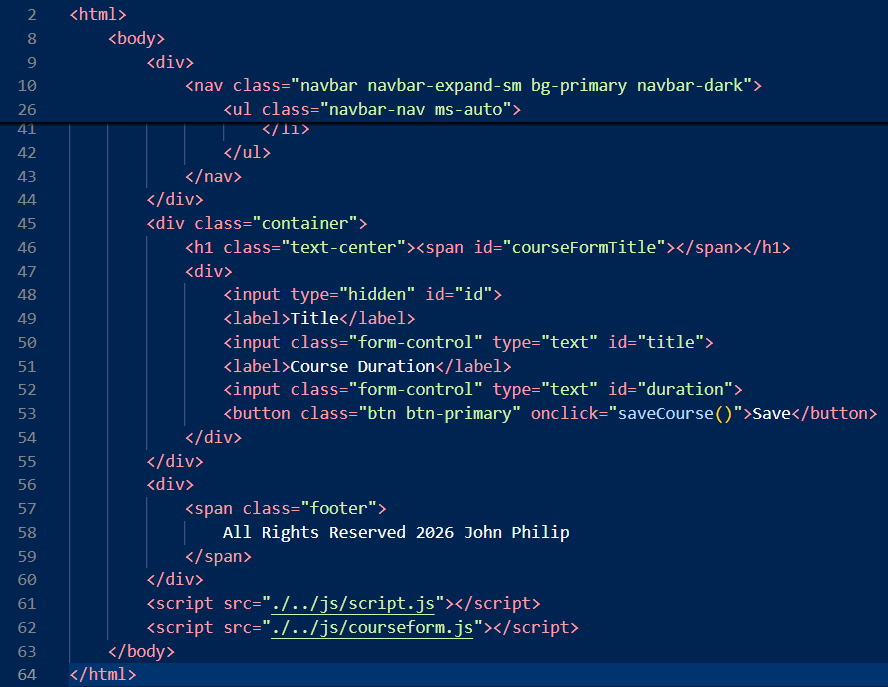 2 <html>
8 <body>
9 <div>
10 <nav class="navbar navbar-expand-sm bg-primary navbar-dark">
26 <ul class="navbar-nav ms-auto">
41 </li>
42 </ul>
43 </nav>
44 </div>
45 <div class="container">
46 <h1 class="text-center"><span id="courseFormTitle"></span></h1>
47 <div>
48 <input type="hidden" id="id">
49 <label>Title</label>
50 <input class="form-control" type="text" id="title">
51 <label>Course Duration</label>
52 <input class="form-control" type="text" id="duration">
53 <button class="btn btn-primary" onclick="saveCourse()">Save</button>
54 </div>
55 </div>
56 <div>
57 <span class="footer">
58 All Rights Reserved 2026 John Philip
59 </span>
60 </div>
61 <script src="./../js/script.js"></script>
62 <script src="./../js/courseform.js"></script>
63 </body>
64 </html>